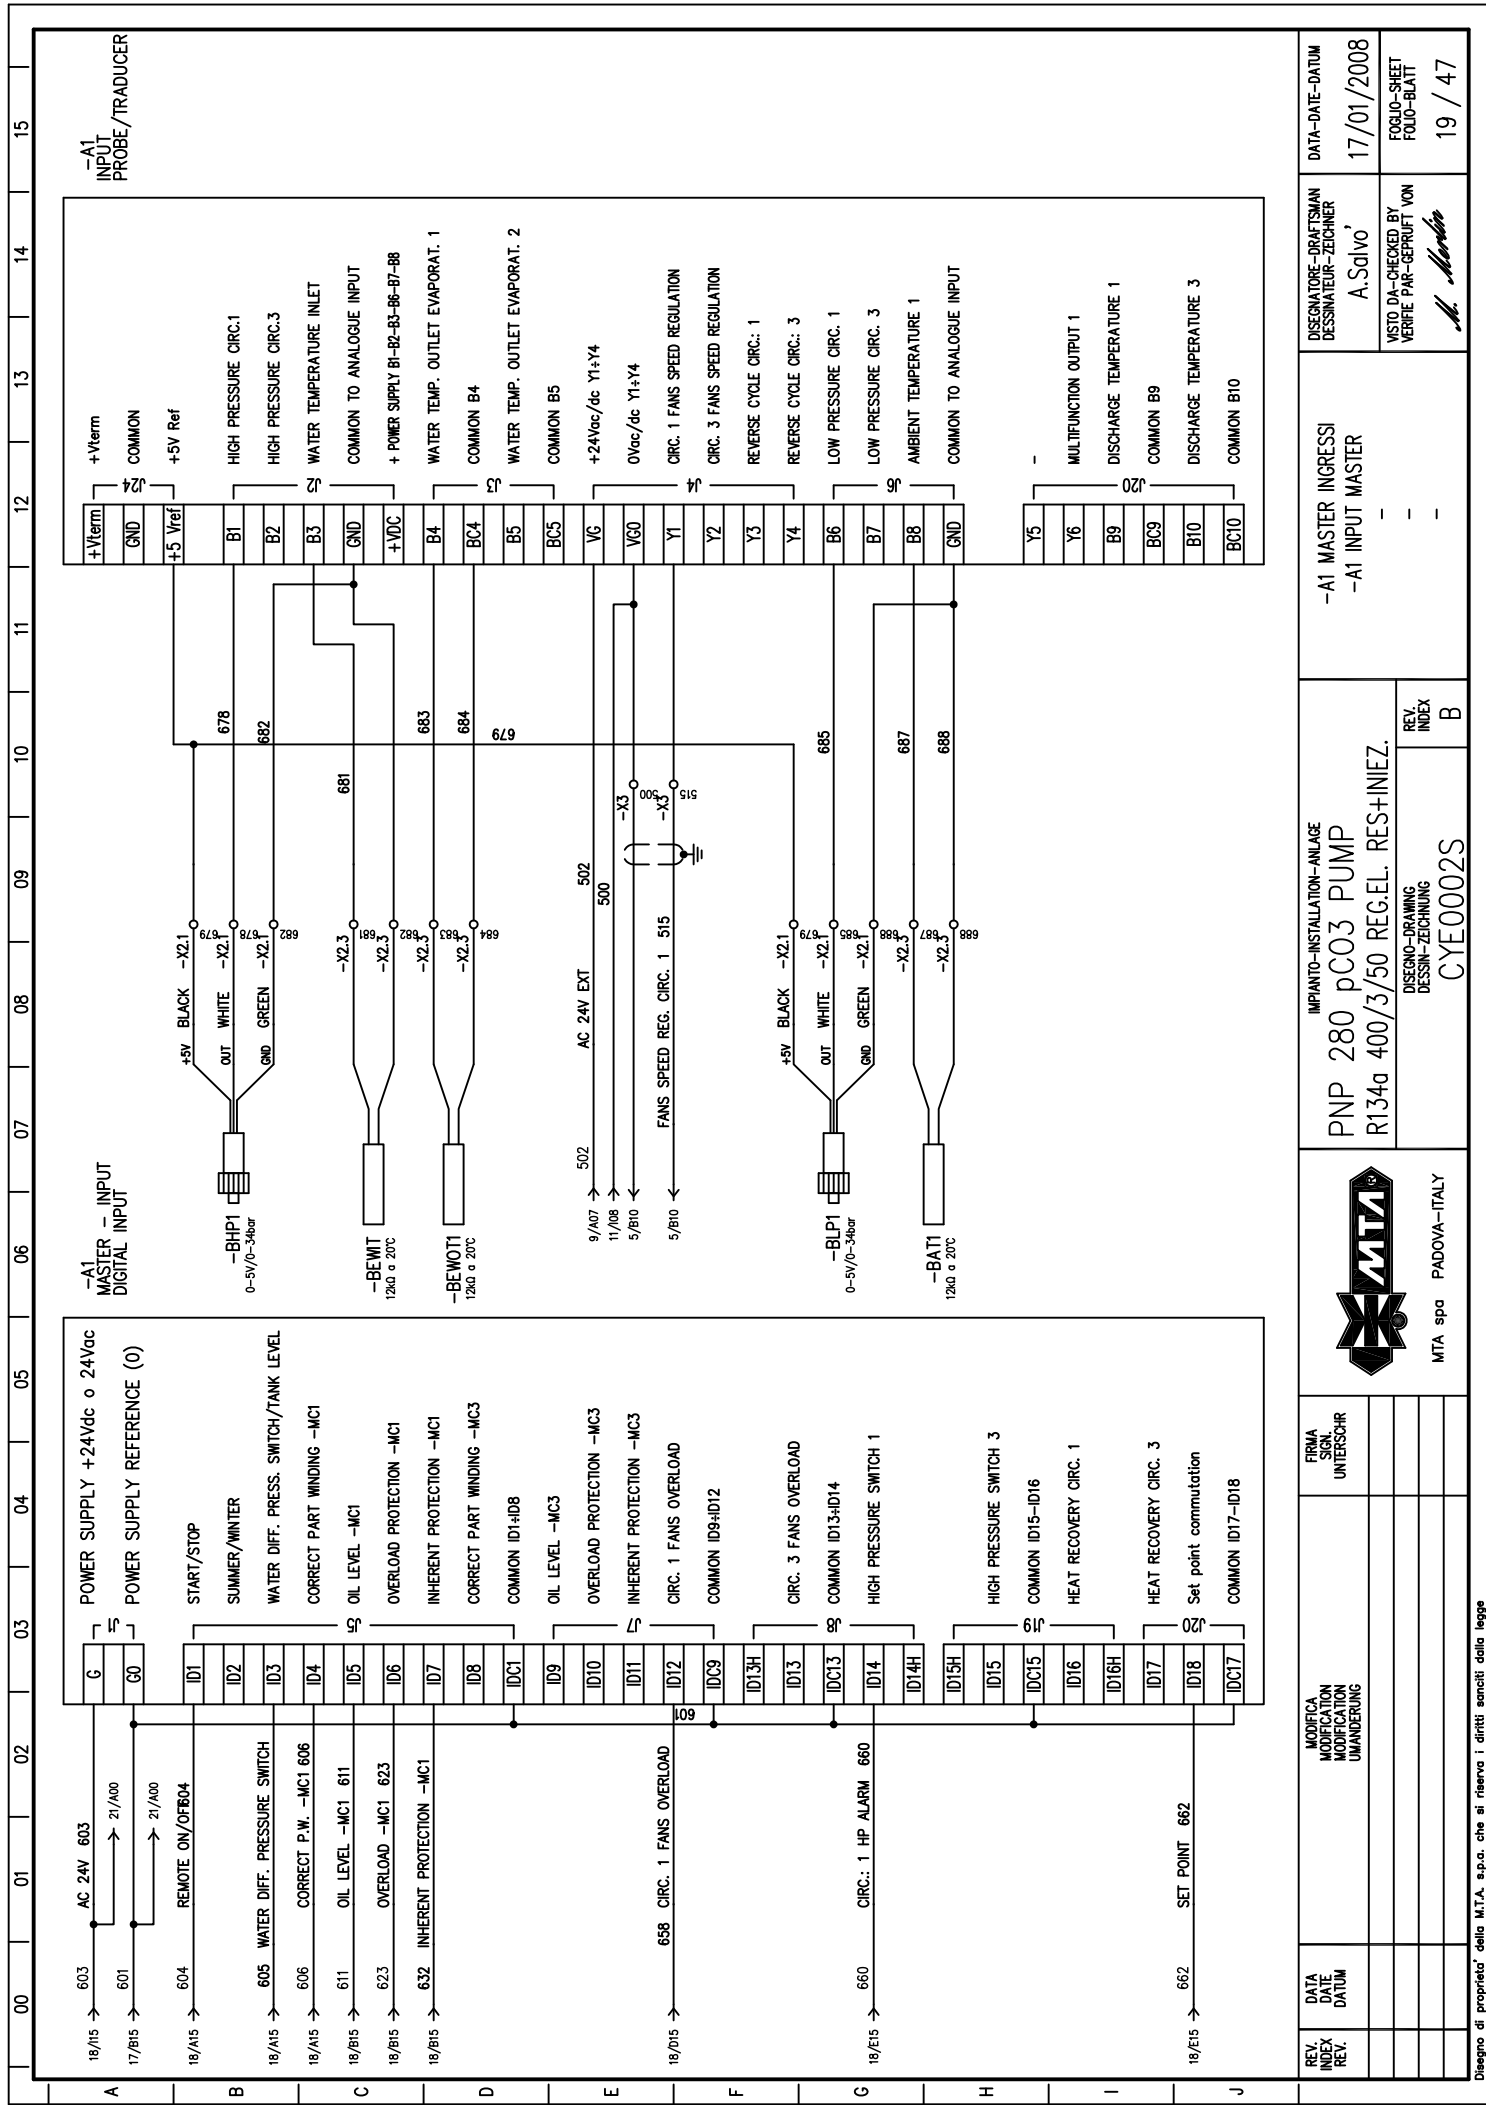 00 01 02 03 04 05 06 07 08 09 10 11 12 13 14 15
A
B
C
D
E
F
G
H
I
J
-A1
MASTER - INPUT
DIGITAL INPUT
18/I15 603 AC 24V 603 G POWER SUPPLY +24Vdc o 24Vac
21/A00
J1
17/B15 601 G0 POWER SUPPLY REFERENCE (0)
21/A00
18/A15 604 REMOTE ON/OFF 604 ID1 START/STOP
ID2 SUMMER/WINTER
18/A15 605 WATER DIFF. PRESSURE SWITCH ID3 WATER DIFF. PRESS. SWITCH/TANK LEVEL
18/A15 606 CORRECT P.W. -MC1 606 ID4 CORRECT PART WINDING -MC1
18/B15 611 OIL LEVEL -MC1 611 ID5 OIL LEVEL -MC1
J5
18/B15 623 OVERLOAD -MC1 623 ID6 OVERLOAD PROTECTION -MC1
18/B15 632 INHERENT PROTECTION -MC1 ID7 INHERENT PROTECTION -MC1
ID8 CORRECT PART WINDING -MC3
IDC1 COMMON ID1÷ID8
ID9 OIL LEVEL -MC3
ID10 OVERLOAD PROTECTION -MC3
ID11 INHERENT PROTECTION -MC3
J7
18/D15 658 CIRC. 1 FANS OVERLOAD ID12 CIRC. 1 FANS OVERLOAD
601
IDC9 COMMON ID9÷ID12
ID13H
ID13 CIRC. 3 FANS OVERLOAD
IDC13 COMMON ID13÷ID14
J8
18/E15 660 CIRC.: 1 HP ALARM 660 ID14 HIGH PRESSURE SWITCH 1
ID14H
ID15H
ID15 HIGH PRESSURE SWITCH 3
IDC15 COMMON ID15-ID16
J19
ID16 HEAT RECOVERY CIRC. 1
ID16H
ID17 HEAT RECOVERY CIRC. 3
18/E15 662 SET POINT 662 ID18 Set point commutation
J20
IDC17 COMMON ID17-ID18
-A1
INPUT
PROBE/TRADUCER
+Vterm +Vterm
GND COMMON
J24
+5 Vref +5V Ref
B1 HIGH PRESSURE CIRC.1
B2 HIGH PRESSURE CIRC.3
B3 WATER TEMPERATURE INLET
J2
GND COMMON TO ANALOGUE INPUT
+VDC + POWER SUPPLY B1-B2-B3-B6-B7-B8
B4 WATER TEMP. OUTLET EVAPORAT. 1
BC4 COMMON B4
J3
B5 WATER TEMP. OUTLET EVAPORAT. 2
BC5 COMMON B5
VG +24Vac/dc Y1÷Y4
VG0 0Vac/dc Y1÷Y4
Y1 CIRC. 1 FANS SPEED REGULATION
J4
Y2 CIRC. 3 FANS SPEED REGULATION
Y3 REVERSE CYCLE CIRC.: 1
Y4 REVERSE CYCLE CIRC.: 3
B6 LOW PRESSURE CIRC. 1
B7 LOW PRESSURE CIRC. 3
J6
B8 AMBIENT TEMPERATURE 1
GND COMMON TO ANALOGUE INPUT
Y5 -
Y6 MULTIFUNCTION OUTPUT 1
B9 DISCHARGE TEMPERATURE 1
J20
BC9 COMMON B9
B10 DISCHARGE TEMPERATURE 3
BC10 COMMON B10
-BHP1
0-5V/0-34bar
+5V BLACK -X2.1 679
OUT WHITE -X2.1 678 678
GND GREEN -X2.1 682 682
-BEWIT
12kΩ a 20°C
-X2.3 681 681
-X2.3 682
-BEWOT1
12kΩ a 20°C
-X2.3 683 683
-X2.3 684 684
679
9/A07 502 AC 24V EXT 502
11/I08 500
5/B10 -X3 500
5/B10 FANS SPEED REG. CIRC. 1 515 -X3 515
-BLP1
0-5V/0-34bar
+5V BLACK -X2.1 679
OUT WHITE -X2.1 685 685
GND GREEN -X2.1 688
-BAT1
12kΩ a 20°C
-X2.3 687 687
-X2.3 688 688
REV.
INDEX
REV.
DATA
DATE
DATUM
MODIFICA
MODIFICATION
MODIFICATION
UMANDERUNG
FIRMA
SIGN.
UNTERSCHR
MTA®
MTA spa PADOVA-ITALY
IMPIANTO-INSTALLATION-ANLAGE
PNP 280 pCO3 PUMP
R134a 400/3/50 REG.EL. RES+INIEZ.
DISEGNO-DRAWING
DESSIN-ZEICHNUNG
CYE0002S
REV.
INDEX
B
-A1 MASTER INGRESSI
-A1 INPUT MASTER
-
-
-
DISEGNATORE-DRAFTSMAN
DESSINATEUR-ZEICHNER
A.Salvo'
VISTO DA-CHECKED BY
VERIFIE PAR-GEPRUFT VON
M. Merlin
DATA-DATE-DATUM
17/01/2008
FOGLIO-SHEET
FOLIO-BLATT
19 / 47
Disegno di proprieta' della M.T.A. s.p.a. che si riserva i diritti sanciti dalla legge